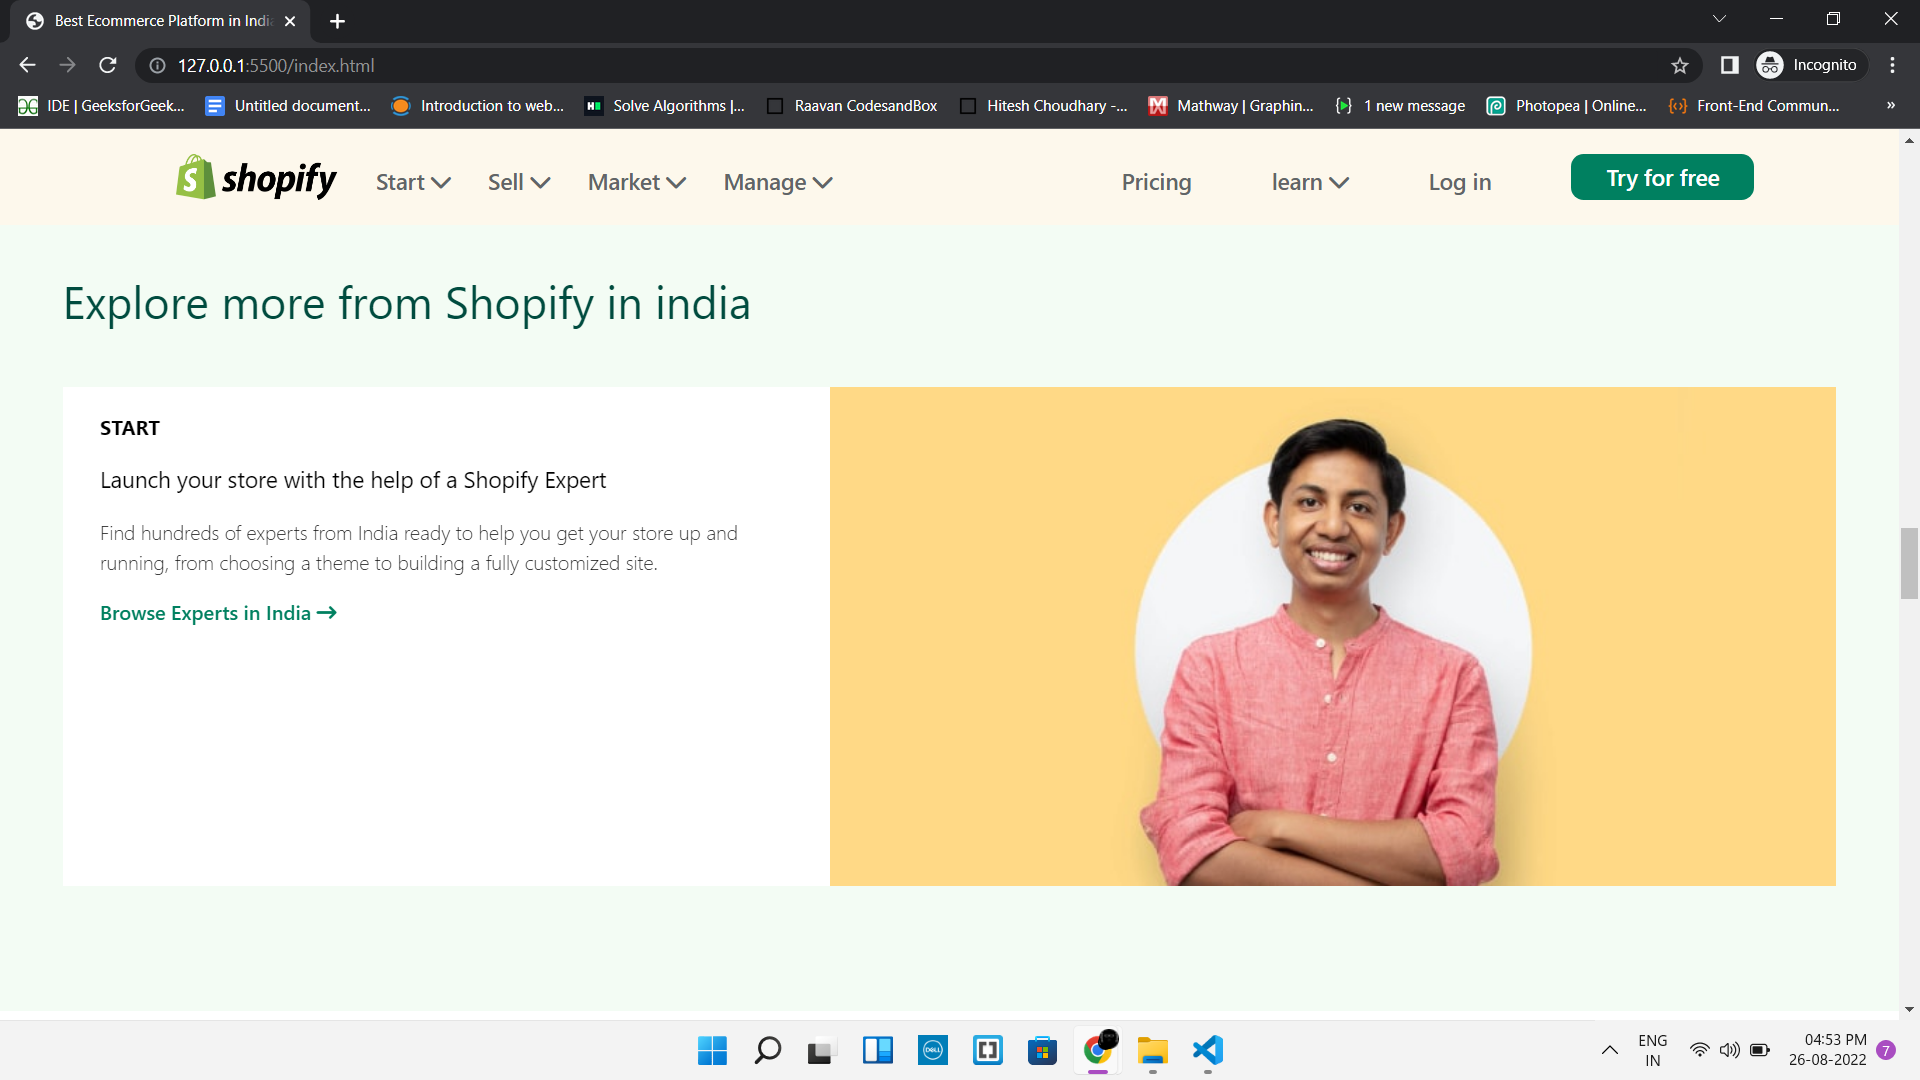 Best Ecommerce Platform in Indi
127.0.0.1:5500/index.html
Incognito
IDE | GeeksforGeek...
Untitled document...
Introduction to web...
Solve Algorithms |...
Raavan CodesandBox
Hitesh Choudhary -...
Mathway | Graphin...
1 new message
Photopea | Online...
Front-End Commun...
»
shopify
Start
Sell
Market
Manage
Pricing
learn
Log in
Try for free
Explore more from Shopify in india
START
Launch your store with the help of a Shopify Expert
Find hundreds of experts from India ready to help you get your store up and
running, from choosing a theme to building a fully customized site.
Browse Experts in India →
DELL
ENG
IN
04:53 PM
26-08-2022
7